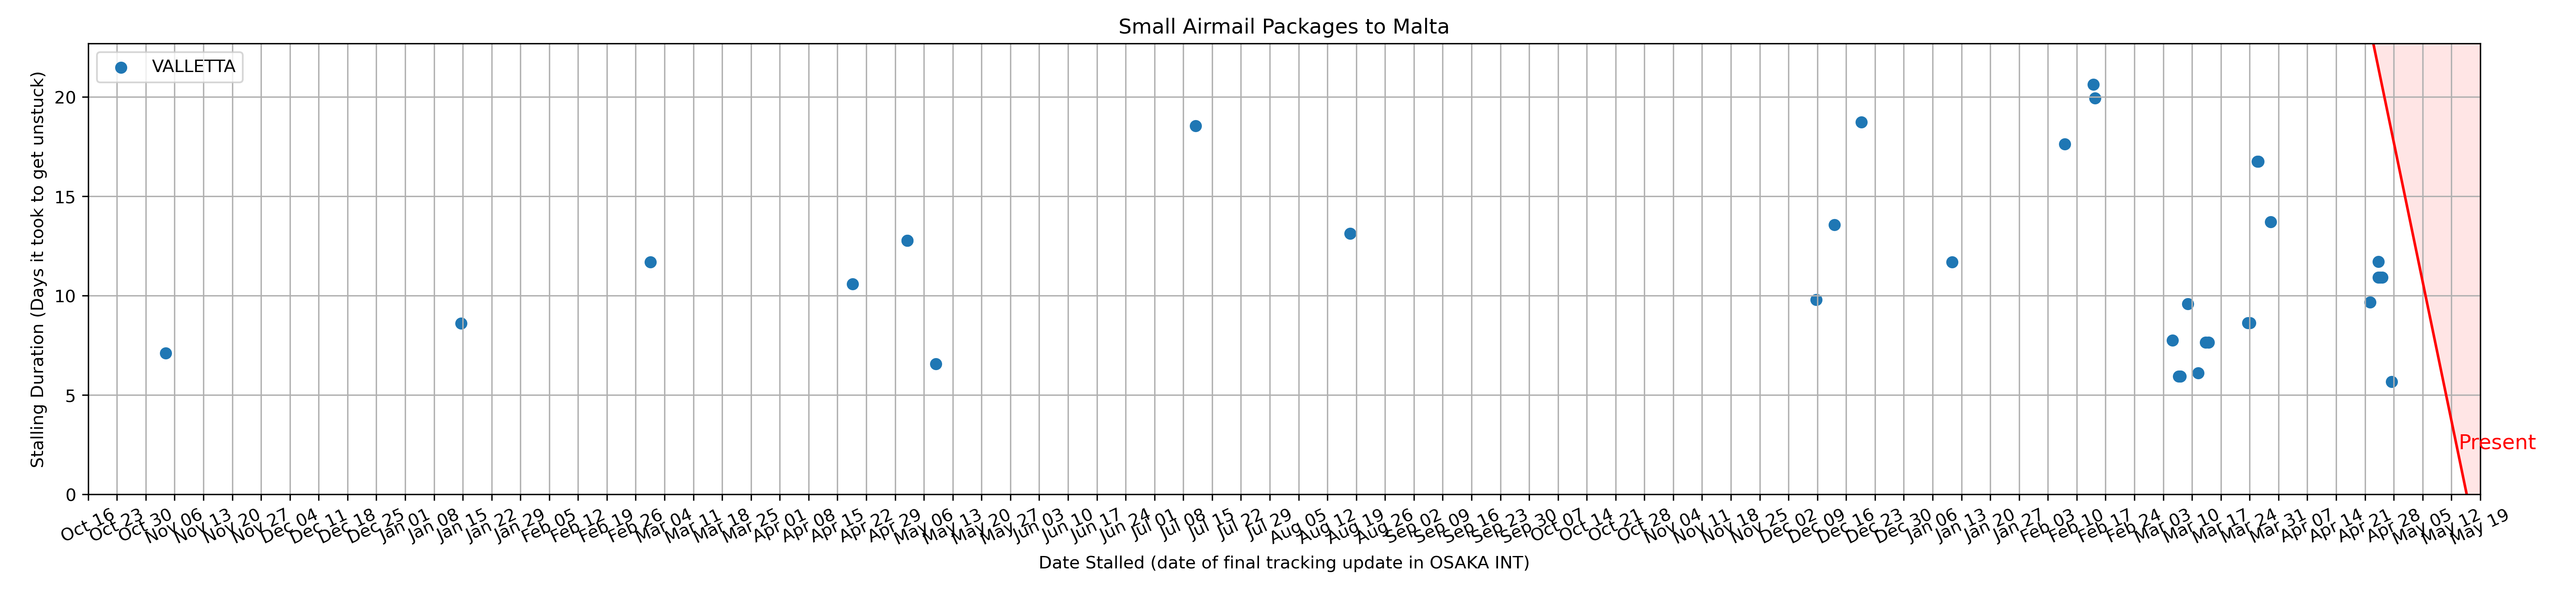 Small Airmail Packages to Malta
VALLETTA
Stalling Duration (Days it took to get unstuck)
20
15
10
5
0
Present
Oct 16
Oct 23
Oct 30
Nov 06
Nov 13
Nov 20
Nov 27
Dec 04
Dec 11
Dec 18
Dec 25
Jan 01
Jan 08
Jan 15
Jan 22
Jan 29
Feb 05
Feb 12
Feb 19
Feb 26
Mar 04
Mar 11
Mar 18
Mar 25
Apr 01
Apr 08
Apr 15
Apr 22
Apr 29
May 06
May 13
May 20
May 27
Jun 03
Jun 10
Jun 17
Jun 24
Jul 01
Jul 08
Jul 15
Jul 22
Jul 29
Aug 05
Aug 12
Aug 19
Aug 26
Sep 02
Sep 09
Sep 16
Sep 23
Sep 30
Oct 07
Oct 14
Oct 21
Oct 28
Nov 04
Nov 11
Nov 18
Nov 25
Dec 02
Dec 09
Dec 16
Dec 23
Dec 30
Jan 06
Jan 13
Jan 20
Jan 27
Feb 03
Feb 10
Feb 17
Feb 24
Mar 03
Mar 10
Mar 17
Mar 24
Mar 31
Apr 07
Apr 14
Apr 21
Apr 28
May 05
May 12
May 19
Date Stalled (date of final tracking update in OSAKA INT)